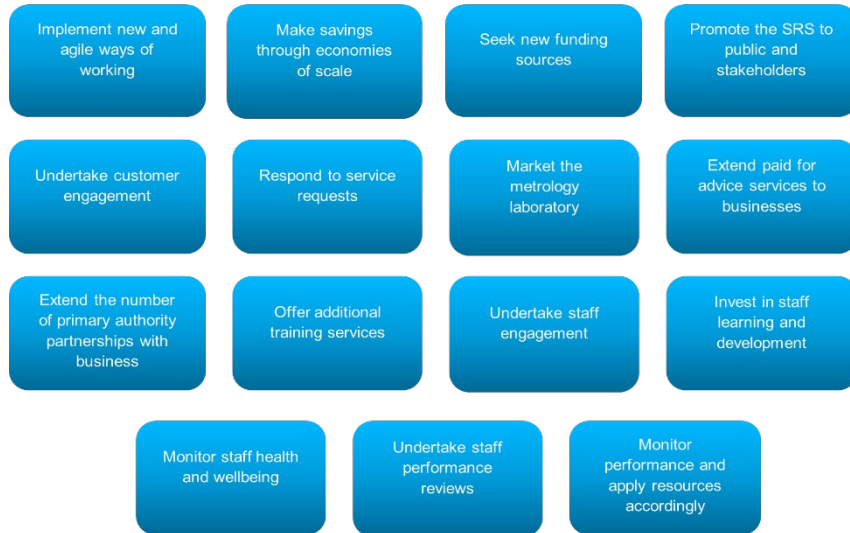 Implement new and
agile ways of
working
Make savings
through economies
of scale
Seek new funding
sources
Promote the SRS to
public and
stakeholders
Undertake customer
engagement
Respond to service
requests
Market the
metrology
laboratory
Extend paid for
advice services to
businesses
Extend the number
of primary authority
partnerships with
business
Offer additional
training services
Undertake staff
engagement
Invest in staff
learning and
development
Monitor staff health
and wellbeing
Undertake staff
performance
reviews
Monitor
performance and
apply resources
accordingly